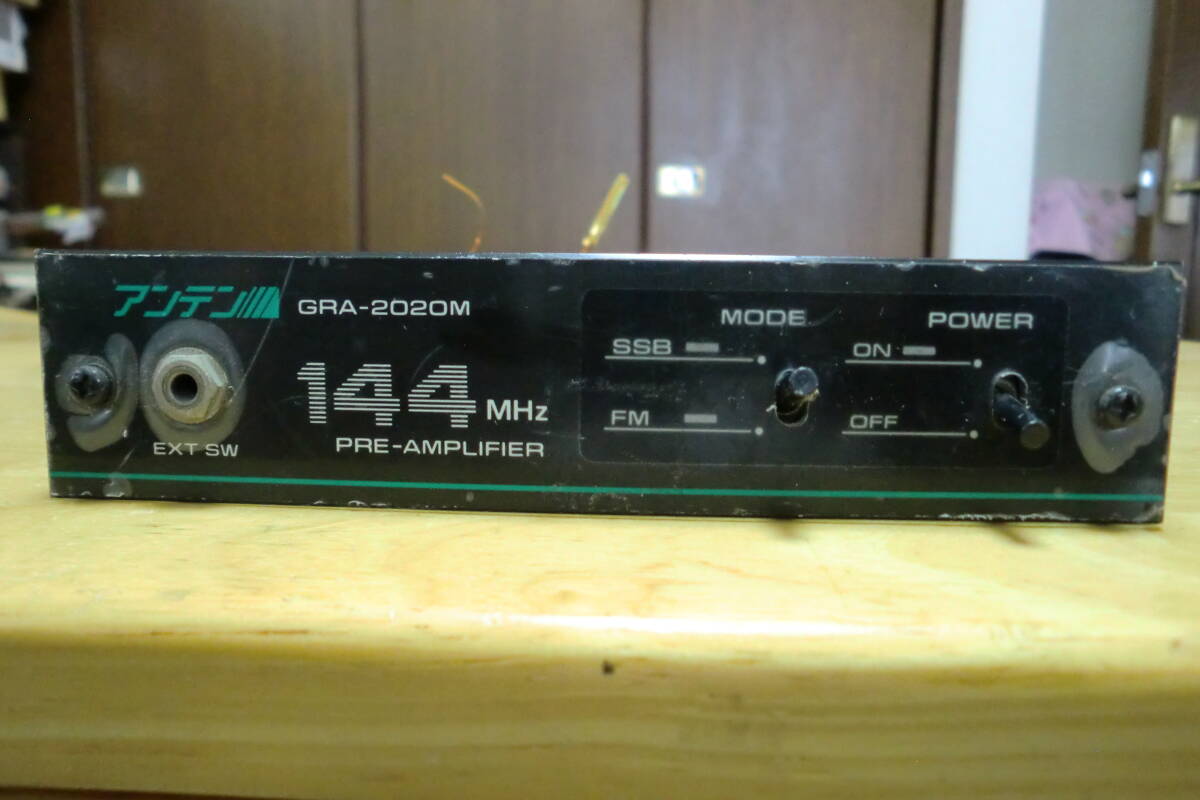 アンテン
GRA-2020M
EXT SW
144 MHz
PRE-AMPLIFIER
MODE
SSB
FM
POWER
ON
OFF